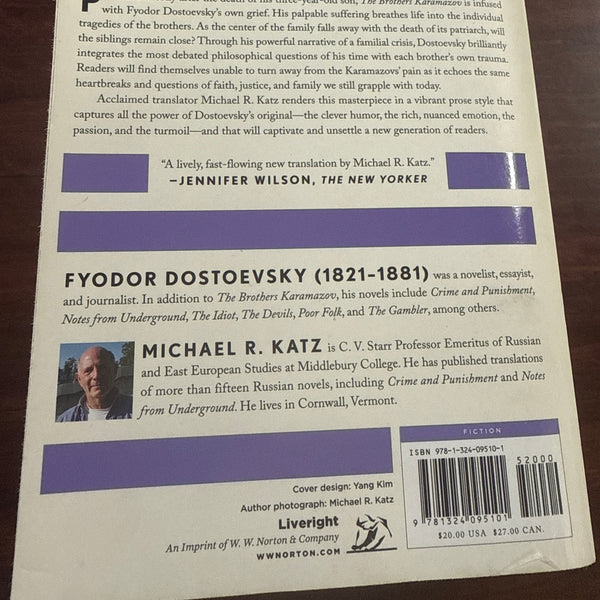 is infused
with Fyodor Dostoevsky's own grief. His palpable suffering breathes life into the individual
tragedies of the brothers. As the center of the family falls away with the death of its patriarch, will
the siblings remain close? Through his powerful narrative of a familial crisis, Dostoevsky brilliantly
integrates the most debated philosophical questions of his time with each brother's own trauma.
Readers will find themselves unable to turn away from the Karamazovs' pain as it echoes the same
heartbreaks and questions of faith, justice, and family we still grapple with today.
Acclaimed translator Michael R. Katz renders this masterpiece in a vibrant prose style that
captures all the power of Dostoevsky's original—the clever humor, the rich, nuanced emotion, the
passion, and the turmoil—and that will captivate and unsettle a new generation of readers.
"A lively, fast-flowing new translation by Michael R. Katz."
–JENNIFER WILSON, THE NEW YORKER
FYODOR DOSTOEVSKY (1821–1881) was a novelist, essayist,
and journalist. In addition to The Brothers Karamazov, his novels include Crime and Punishment,
Notes from Underground, The Idiot, The Devils, Poor Folk, and The Gambler, among others.
MICHAEL R. KATZ is C. V. Starr Professor Emeritus of Russian
and East European Studies at Middlebury College. He has published translations
of more than fifteen Russian novels, including Crime and Punishment and Notes
from Underground. He lives in Cornwall, Vermont.
Cover design: Yang Kim
Author photograph: Michael R. Katz
Liveright
An Imprint of W. W. Norton & Company
WWNORTON.COM
FICTION
ISBN 978-1-324-09510-1
52000
9 781324 095101
$20.00 USA $27.00 CAN.